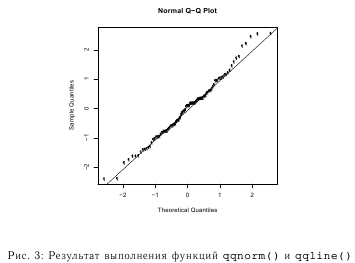 Normal Q−Q Plot
Sample Quantiles
2
1
0
−1
−2
−2 −1 0 1 2
Theoretical Quantiles
Рис. 3: Результат выполнения функций qqnorm() и qqline()